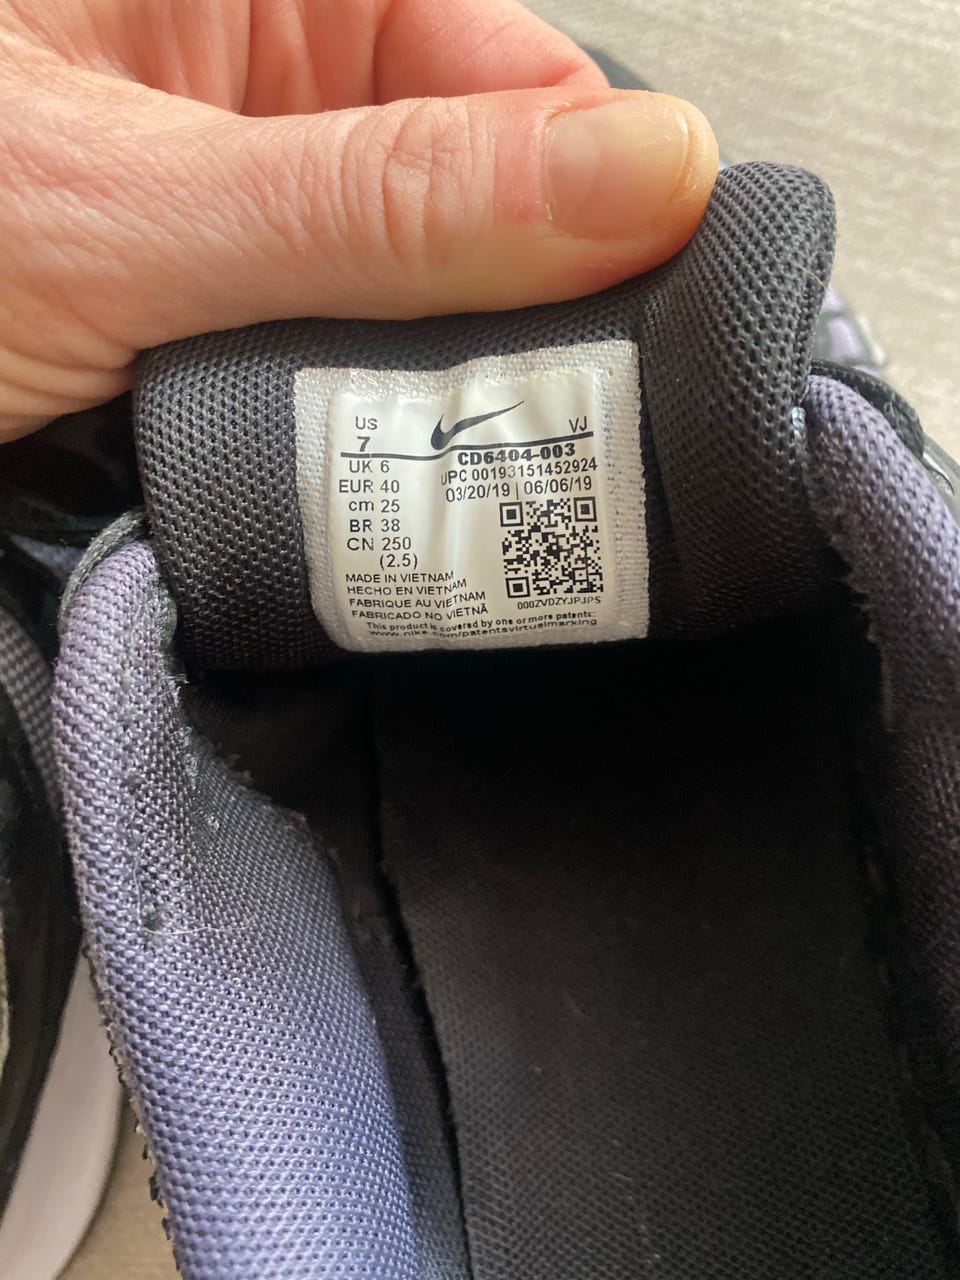 US
7
VJ
CD6404-003
UK 6
UPC 00193151452924
EUR 40
03/20/19 | 06/06/19
cm 25
BR 38
CN 250
(2.5)
MADE IN VIETNAM
HECHO EN VIETNAM
FABRIQUE AU VIETNAM
FABRICADO NO VIETNÃ
000ZVDZYJPJPS
This product is covered by one or more patents:
www.nike.com/patentsvirtualmarking